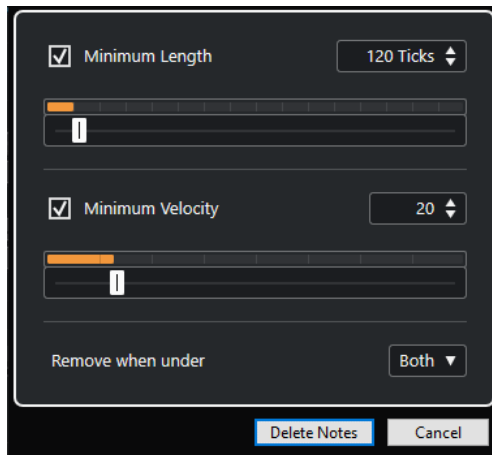 Minimum Length 120 Ticks
Minimum Velocity 20
Remove when under Both
Delete Notes Cancel